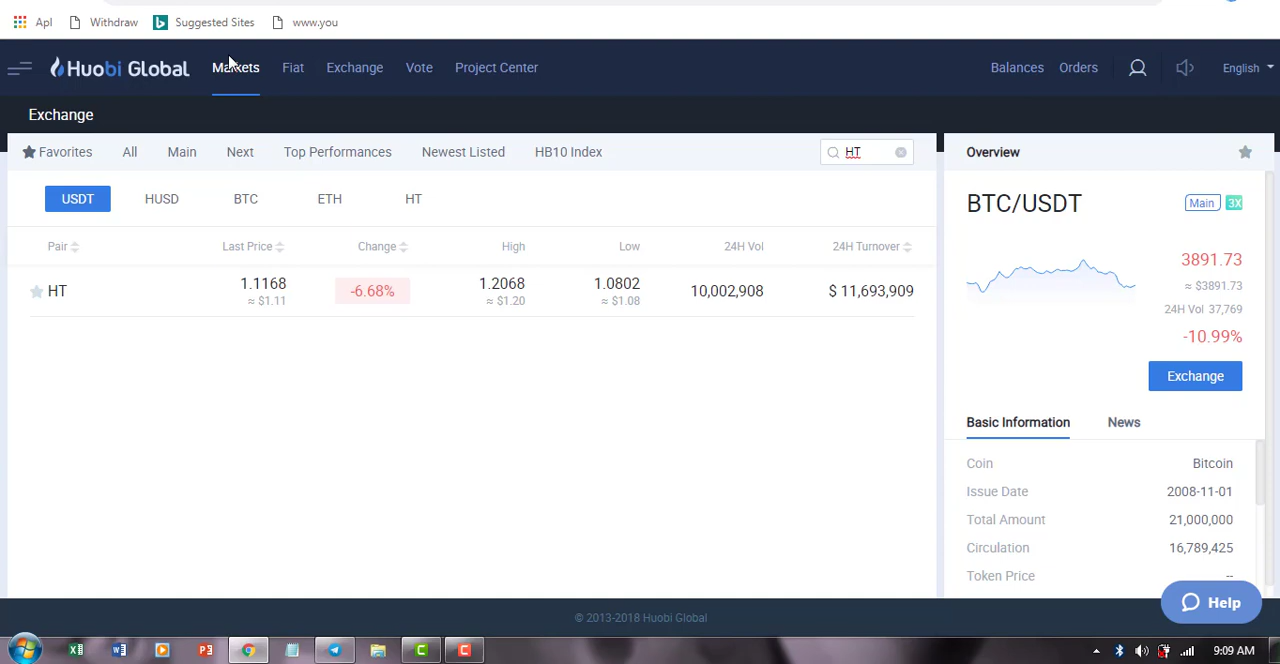 Apl Withdraw Suggested Sites www.you
Huobi Global Markets Fiat Exchange Vote Project Center Balances Orders English
Exchange
Favorites All Main Next Top Performances Newest Listed HB10 Index HT
USDT HUSD BTC ETH HT
Pair Last Price Change High Low 24H Vol 24H Turnover
HT 1.1168 -6.68% 1.2068 1.0802 10,002,908 $ 11,693,909
≈ $1.11 ≈ $1.20 ≈ $1.08
Overview
BTC/USDT Main 3X
3891.73
≈ $3891.73
24H Vol 37,769
-10.99%
Exchange
Basic Information News
Coin Bitcoin
Issue Date 2008-11-01
Total Amount 21,000,000
Circulation 16,789,425
Token Price --
Help
© 2013-2018 Huobi Global
9:09 AM